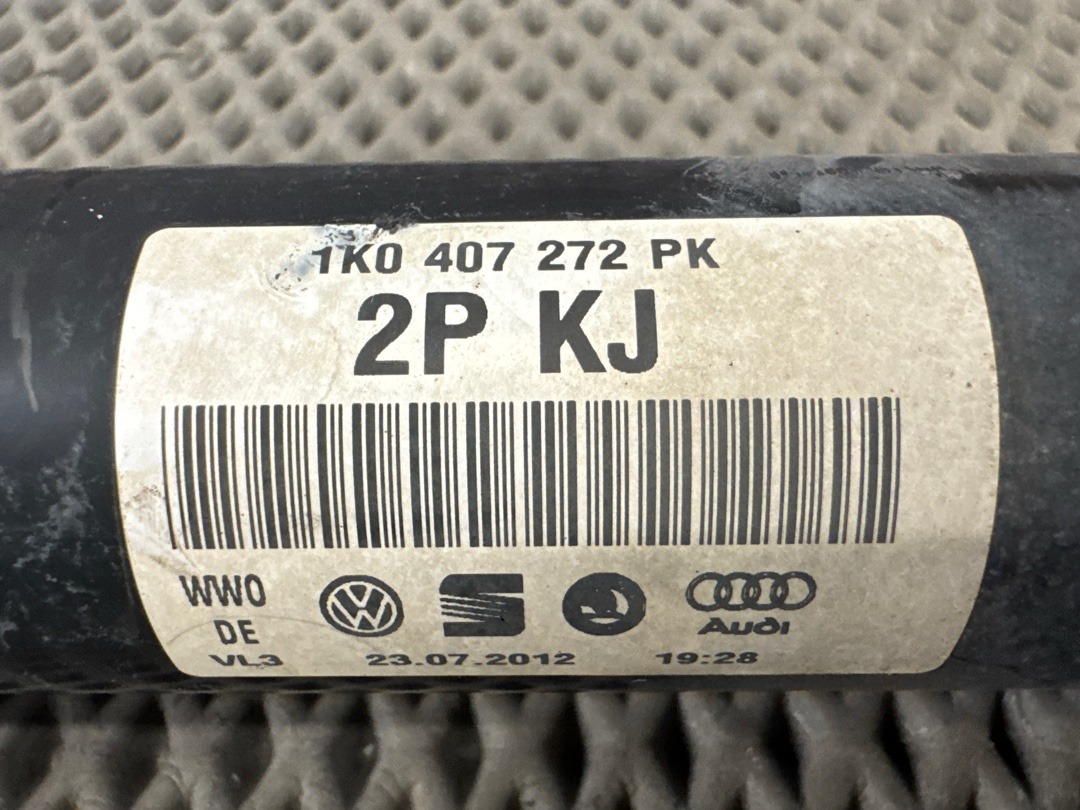 1K0 407 272 PK
2P KJ
WWO
DE
Audi
VL3 23.07.2012 19:28